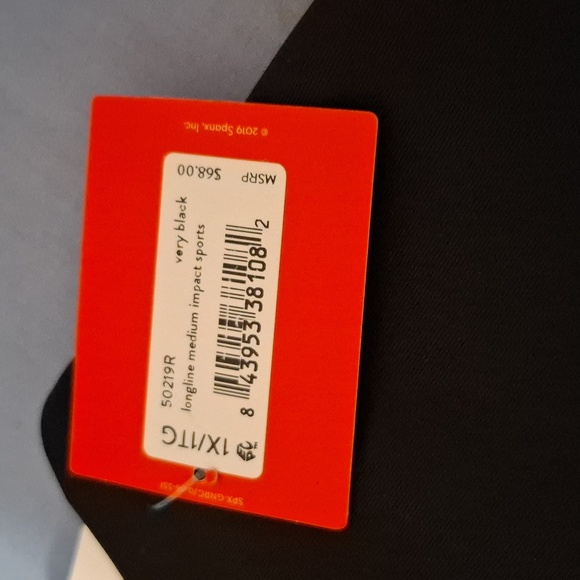 © 2019 Spanx, Inc.
MSRP $68.00
50219R very black
longline medium impact sports
8 43953 38108 2
1X/1TG